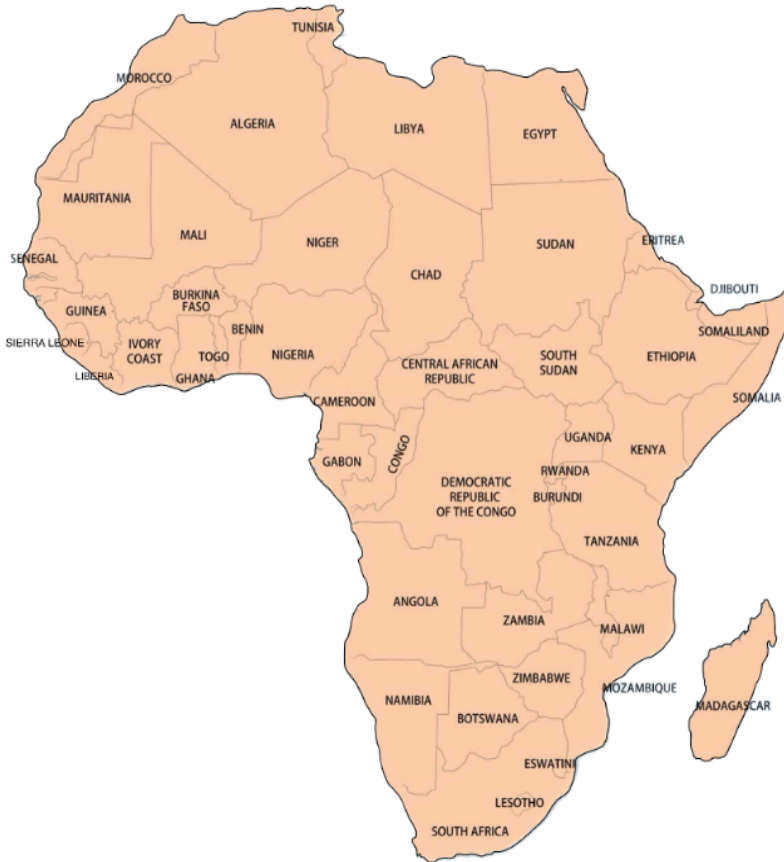 TUNISIA
MOROCCO
ALGERIA
LIBYA
EGYPT
MAURITANIA
MALI
NIGER
CHAD
SUDAN
ERITREA
SENEGAL
DJIBOUTI
BURKINA
FASO
GUINEA
BENIN
SOMALILAND
SIERRA LEONE
IVORY
COAST
TOGO
NIGERIA
CENTRAL AFRICAN
REPUBLIC
SOUTH
SUDAN
ETHIOPIA
LIBERIA
GHANA
CAMEROON
SOMALIA
UGANDA
KENYA
GABON
CONGO
RWANDA
DEMOCRATIC
REPUBLIC
OF THE CONGO
BURUNDI
TANZANIA
ANGOLA
ZAMBIA
MALAWI
ZIMBABWE
MOZAMBIQUE
NAMIBIA
BOTSWANA
MADAGASCAR
ESWATINI
LESOTHO
SOUTH AFRICA